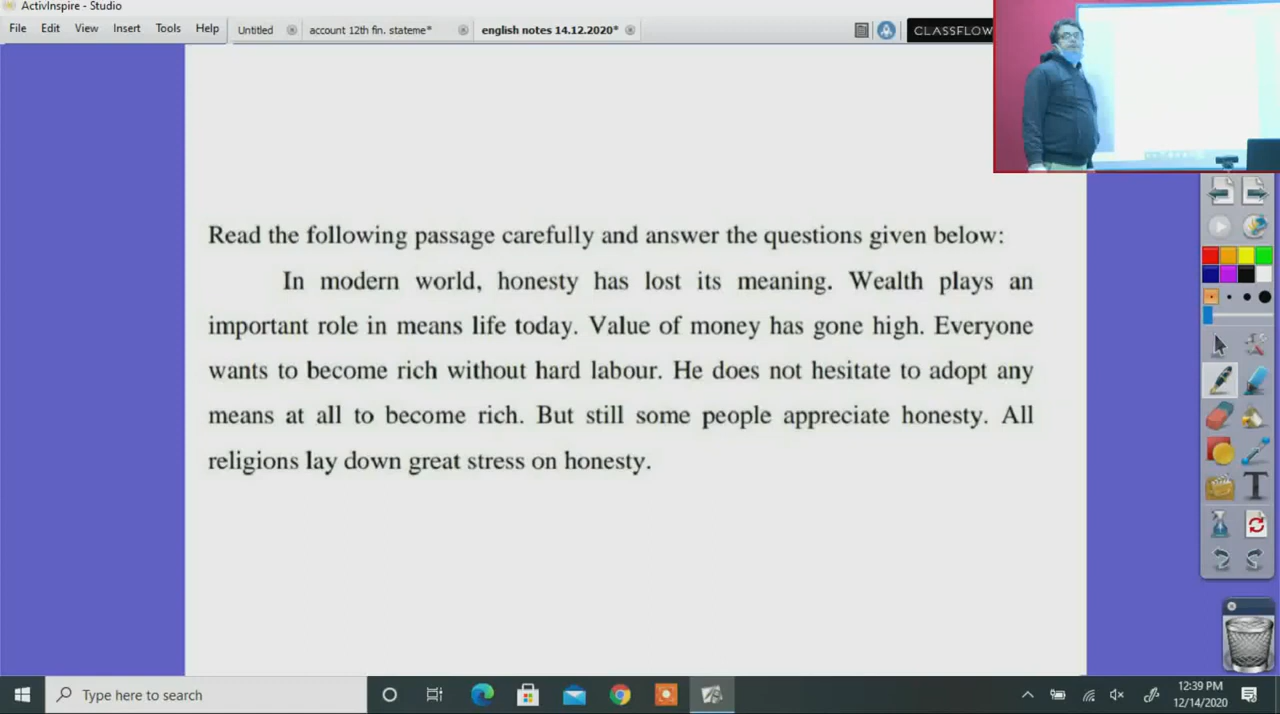 ActivInspire - Studio
File Edit View Insert Tools Help Untitled account 12th fin. stateme* english notes 14.12.2020* CLASSFLOW
Read the following passage carefully and answer the questions given below:
In modern world, honesty has lost its meaning. Wealth plays an
important role in means life today. Value of money has gone high. Everyone
wants to become rich without hard labour. He does not hesitate to adopt any
means at all to become rich. But still some people appreciate honesty. All
religions lay down great stress on honesty.
T
Type here to search
12:39 PM
12/14/2020